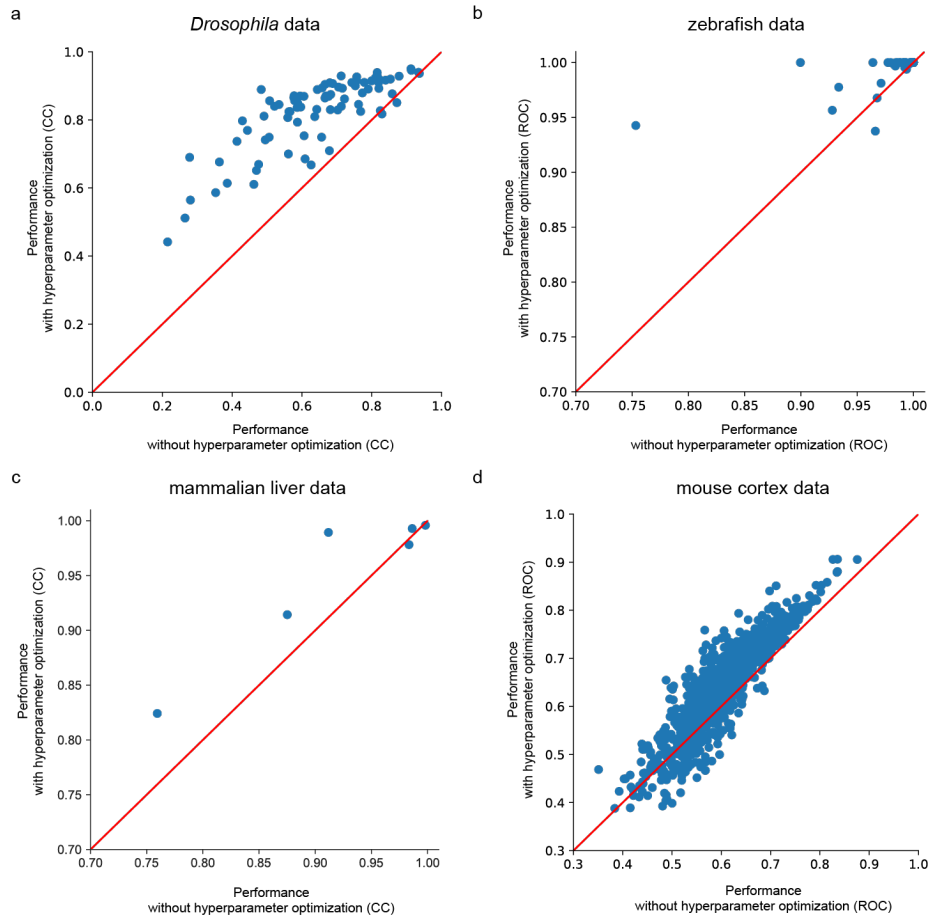 a
Drosophila data
1.0
0.8
0.6
0.4
0.2
0.0
Performance
with hyperparameter optimization (CC)
0.0 0.2 0.4 0.6 0.8 1.0
Performance
without hyperparameter optimization (CC)
b
zebrafish data
1.00
0.95
0.90
0.85
0.80
0.75
0.70
Performance
with hyperparameter optimization (ROC)
0.70 0.75 0.80 0.85 0.90 0.95 1.00
Performance
without hyperparameter optimization (ROC)
c
mammalian liver data
1.00
0.95
0.90
0.85
0.80
0.75
0.70
Performance
with hyperparameter optimization (CC)
0.70 0.75 0.80 0.85 0.90 0.95 1.00
Performance
without hyperparameter optimization (CC)
d
mouse cortex data
1.0
0.9
0.8
0.7
0.6
0.5
0.4
0.3
Performance
with hyperparameter optimization (ROC)
0.3 0.4 0.5 0.6 0.7 0.8 0.9 1.0
Performance
without hyperparameter optimization (ROC)